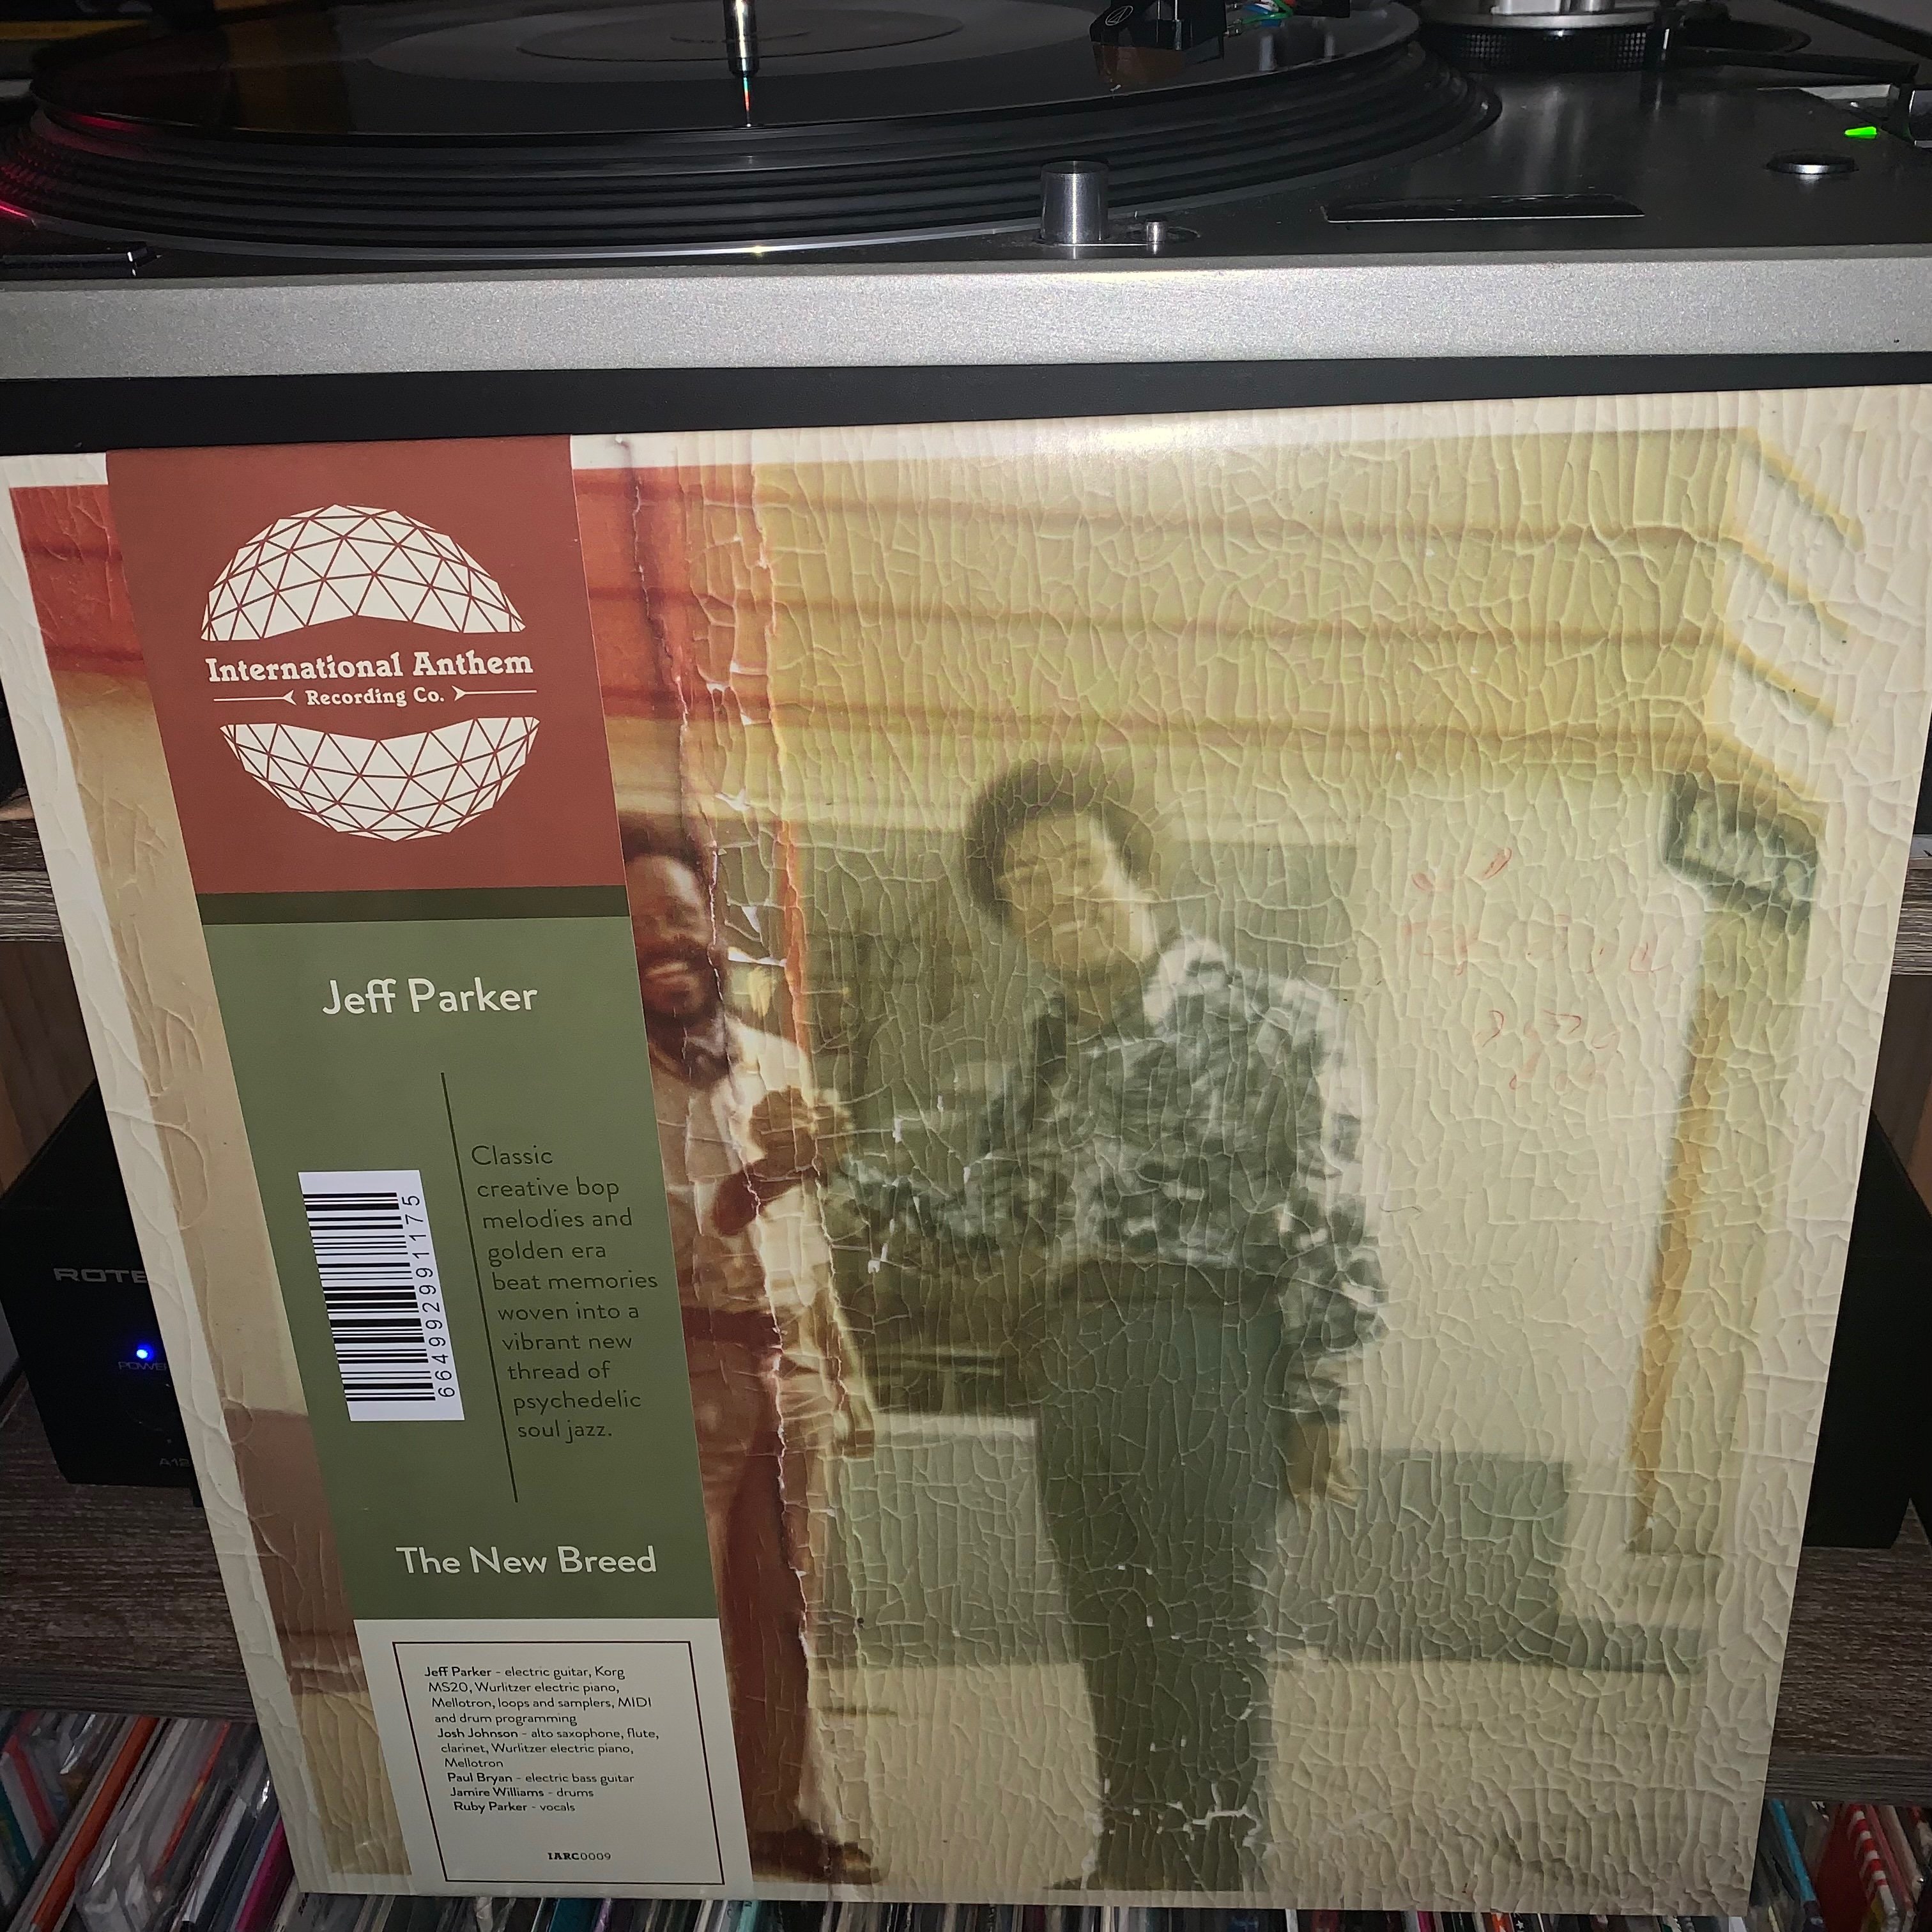 International Anthem
Recording Co.
Jeff Parker
Classic
creative bop
melodies and
golden era
beat memories
woven into a
vibrant new
thread of
psychedelic
soul jazz.
664992991175
The New Breed
Jeff Parker - electric guitar, Korg
MS20, Wurlitzer electric piano,
Mellotron, loops and samplers, MIDI
and drum programming
Josh Johnson - alto saxophone, flute,
clarinet, Wurlitzer electric piano,
Mellotron
Paul Bryan - electric bass guitar
Jamire Williams - drums
Ruby Parker - vocals
IARC0009
ROTE
POWER
A12